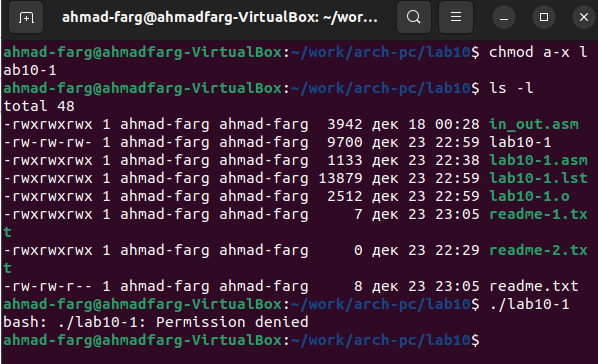 ahmad-farg@ahmadfarg-VirtualBox: ~/wor...
ahmad-farg@ahmadfarg-VirtualBox:~/work/arch-pc/lab10$ chmod a-x l
ab10-1
ahmad-farg@ahmadfarg-VirtualBox:~/work/arch-pc/lab10$ ls -l
total 48
-rwxrwxrwx 1 ahmad-farg ahmad-farg  3942 дек 18 00:28 in_out.asm
-rw-rw-rw- 1 ahmad-farg ahmad-farg  9700 дек 23 22:59 lab10-1
-rwxrwxrwx 1 ahmad-farg ahmad-farg  1133 дек 23 22:38 lab10-1.asm
-rwxrwxrwx 1 ahmad-farg ahmad-farg 13879 дек 23 22:59 lab10-1.lst
-rwxrwxrwx 1 ahmad-farg ahmad-farg  2512 дек 23 22:59 lab10-1.o
-rwxrwxrwx 1 ahmad-farg ahmad-farg     7 дек 23 23:05 readme-1.tx
t
-rwxrwxrwx 1 ahmad-farg ahmad-farg     0 дек 23 22:29 readme-2.tx
t
-rw-rw-r-- 1 ahmad-farg ahmad-farg     8 дек 23 23:05 readme.txt
ahmad-farg@ahmadfarg-VirtualBox:~/work/arch-pc/lab10$ ./lab10-1
bash: ./lab10-1: Permission denied
ahmad-farg@ahmadfarg-VirtualBox:~/work/arch-pc/lab10$